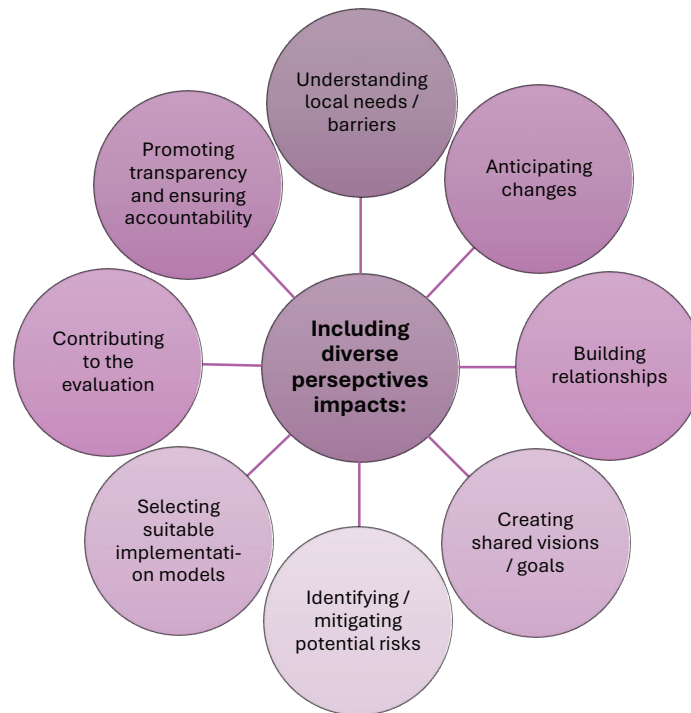 Including
diverse
persepctives
impacts:
Understanding
local needs /
barriers
Anticipating
changes
Building
relationships
Creating
shared visions
/ goals
Identifying /
mitigating
potential risks
Selecting
suitable
implementati-
on models
Contributing
to the
evaluation
Promoting
transparency
and ensuring
accountability